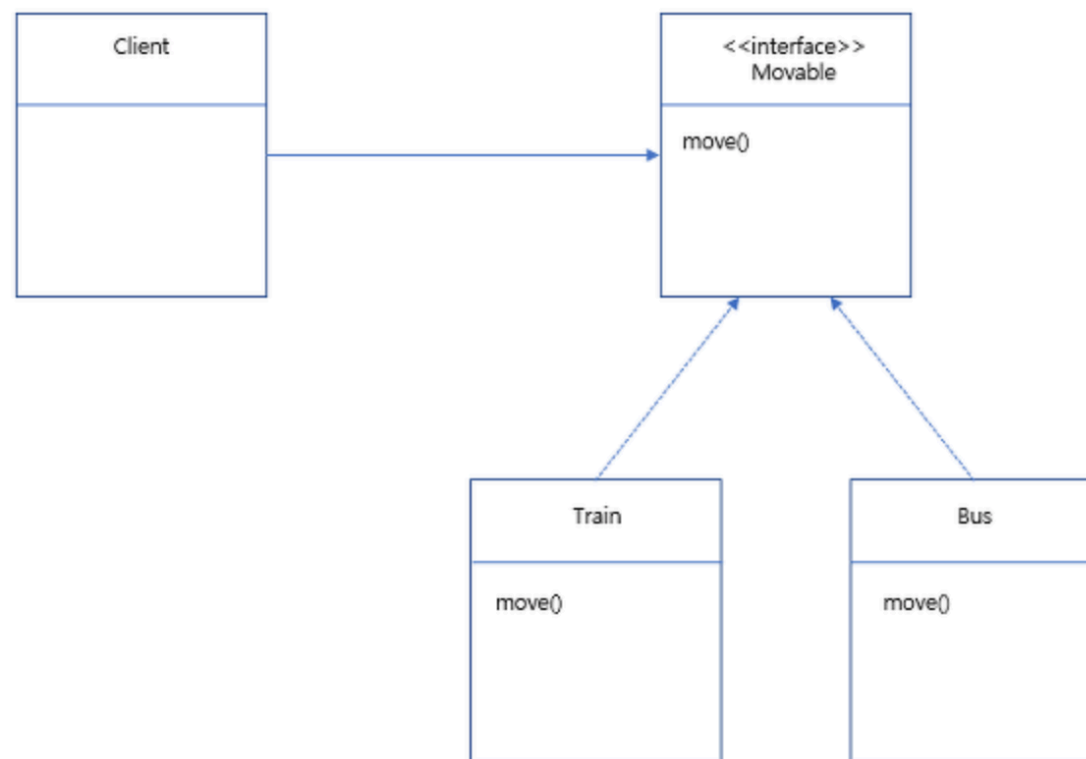 Client
<<interface>>
Movable
move()
Train
Bus
move()
move()